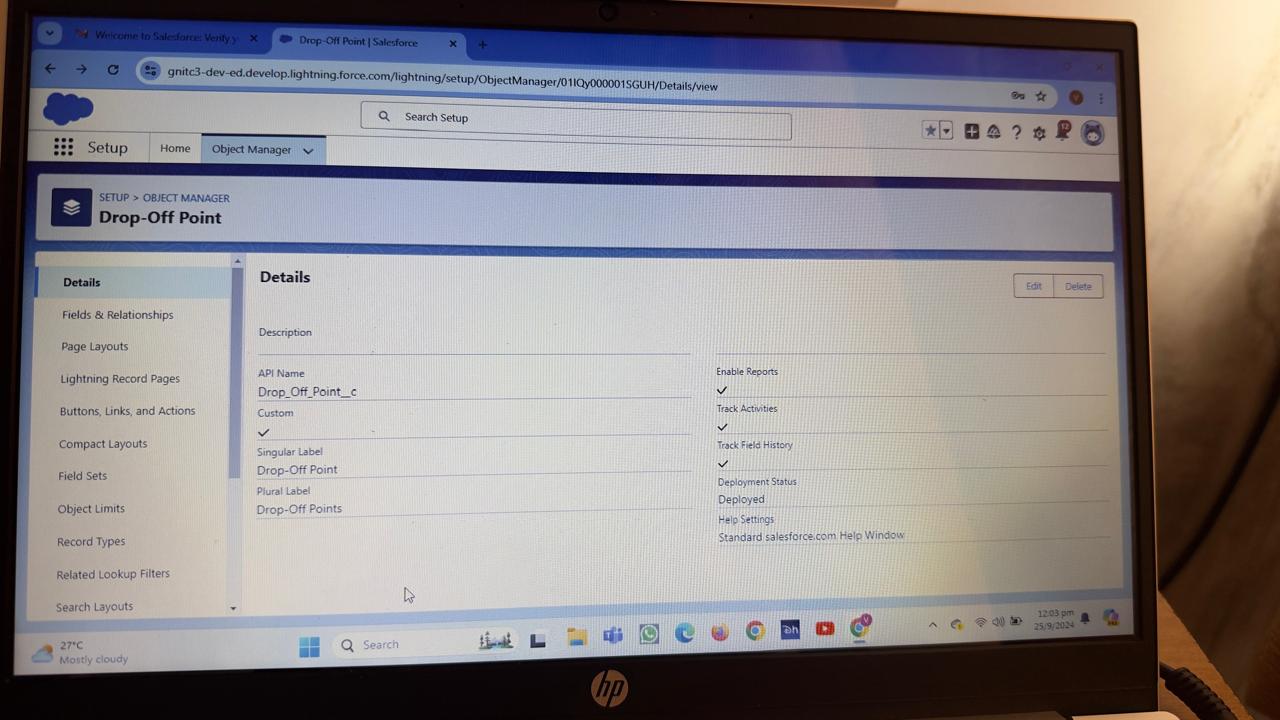 Welcome to Salesforce: Verify y
Drop-Off Point | Salesforce
gnitc3-dev-ed.develop.lightning.force.com/lightning/setup/ObjectManager/01IQy000001SGUH/Details/view
Search Setup
Setup
Home
Object Manager
SETUP > OBJECT MANAGER
Drop-Off Point
Details
Fields & Relationships
Page Layouts
Lightning Record Pages
Buttons, Links, and Actions
Compact Layouts
Field Sets
Object Limits
Record Types
Related Lookup Filters
Search Layouts
Details
Edit
Delete
Description
API Name
Drop_Off_Point__c
Custom
Singular Label
Drop-Off Point
Plural Label
Drop-Off Points
Enable Reports
Track Activities
Track Field History
Deployment Status
Deployed
Help Settings
Standard salesforce.com Help Window
27°C
Mostly cloudy
Search
12:03 pm
25/9/2024
hp